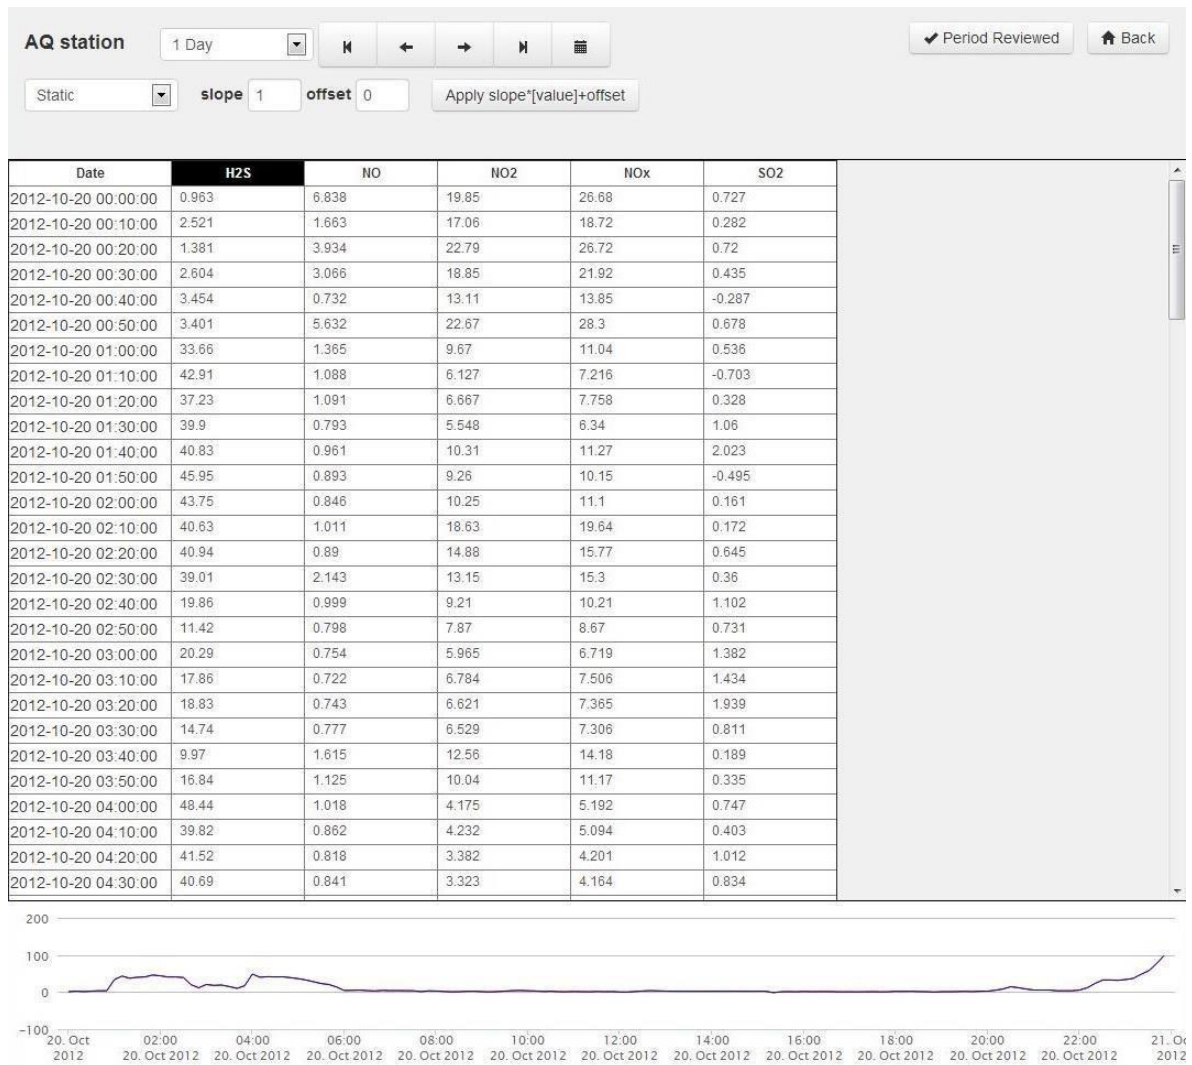 AQ station 1 Day Period Reviewed Back
Static slope 1 offset 0 Apply slope*[value]+offset
Date H2S NO NO2 NOx SO2
2012-10-20 00:00:00 0.963 6.838 19.85 26.68 0.727
2012-10-20 00:10:00 2.521 1.663 17.06 18.72 0.282
2012-10-20 00:20:00 1.381 3.934 22.79 26.72 0.72
2012-10-20 00:30:00 2.604 3.066 18.85 21.92 0.435
2012-10-20 00:40:00 3.454 0.732 13.11 13.85 -0.287
2012-10-20 00:50:00 3.401 5.632 22.67 28.3 0.678
2012-10-20 01:00:00 33.66 1.365 9.67 11.04 0.536
2012-10-20 01:10:00 42.91 1.088 6.127 7.216 -0.703
2012-10-20 01:20:00 37.23 1.091 6.667 7.758 0.328
2012-10-20 01:30:00 39.9 0.793 5.548 6.34 1.06
2012-10-20 01:40:00 40.83 0.961 10.31 11.27 2.023
2012-10-20 01:50:00 45.95 0.893 9.26 10.15 -0.495
2012-10-20 02:00:00 43.75 0.846 10.25 11.1 0.161
2012-10-20 02:10:00 40.63 1.011 18.63 19.64 0.172
2012-10-20 02:20:00 40.94 0.89 14.88 15.77 0.645
2012-10-20 02:30:00 39.01 2.143 13.15 15.3 0.36
2012-10-20 02:40:00 19.86 0.999 9.21 10.21 1.102
2012-10-20 02:50:00 11.42 0.798 7.87 8.67 0.731
2012-10-20 03:00:00 20.29 0.754 5.965 6.719 1.382
2012-10-20 03:10:00 17.86 0.722 6.784 7.506 1.434
2012-10-20 03:20:00 18.83 0.743 6.621 7.365 1.939
2012-10-20 03:30:00 14.74 0.777 6.529 7.306 0.811
2012-10-20 03:40:00 9.97 1.615 12.56 14.18 0.189
2012-10-20 03:50:00 16.84 1.125 10.04 11.17 0.335
2012-10-20 04:00:00 48.44 1.018 4.175 5.192 0.747
2012-10-20 04:10:00 39.82 0.862 4.232 5.094 0.403
2012-10-20 04:20:00 41.52 0.818 3.382 4.201 1.012
2012-10-20 04:30:00 40.69 0.841 3.323 4.164 0.834
200
100
0
-100
20. Oct 02:00 04:00 06:00 08:00 10:00 12:00 14:00 16:00 18:00 20:00 22:00 21. O
2012 20. Oct 2012 20. Oct 2012 20. Oct 2012 20. Oct 2012 20. Oct 2012 20. Oct 2012 20. Oct 2012 20. Oct 2012 20. Oct 2012 20. Oct 2012 20. Oct 2012 2012